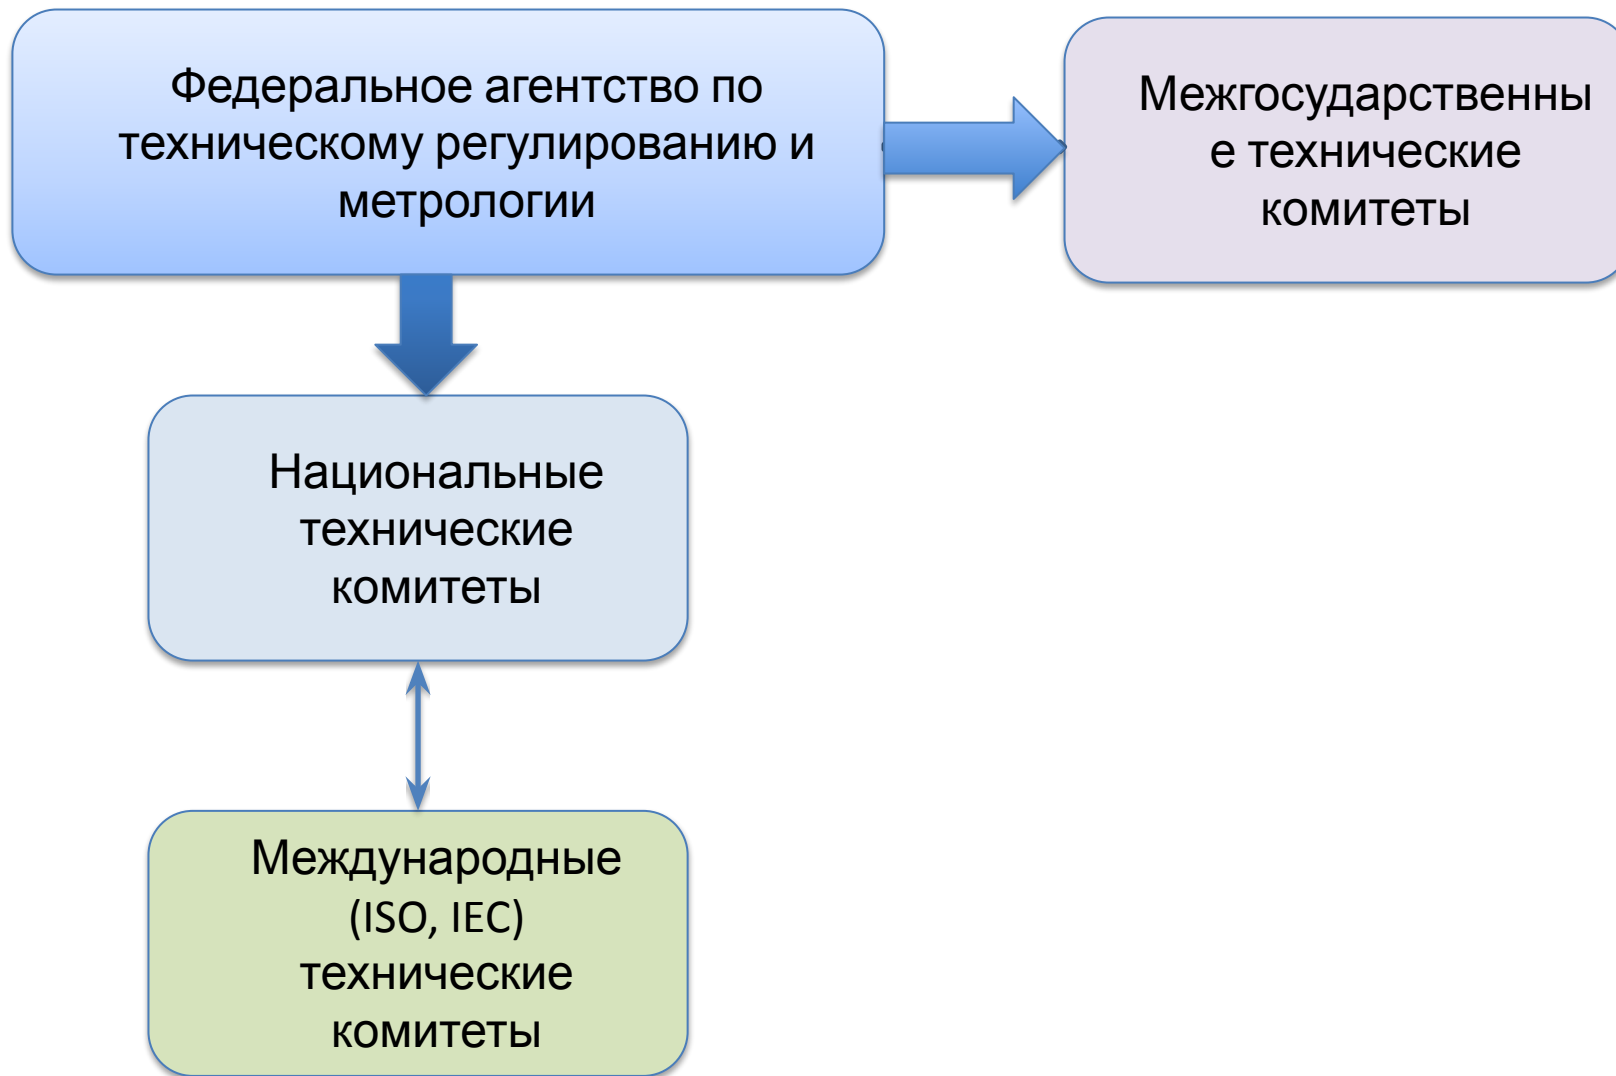 Федеральное агентство по
техническому регулированию и
метрологии
Межгосударственны
е технические
комитеты
Национальные
технические
комитеты
Международные
(ISO, IEC)
технические
комитеты